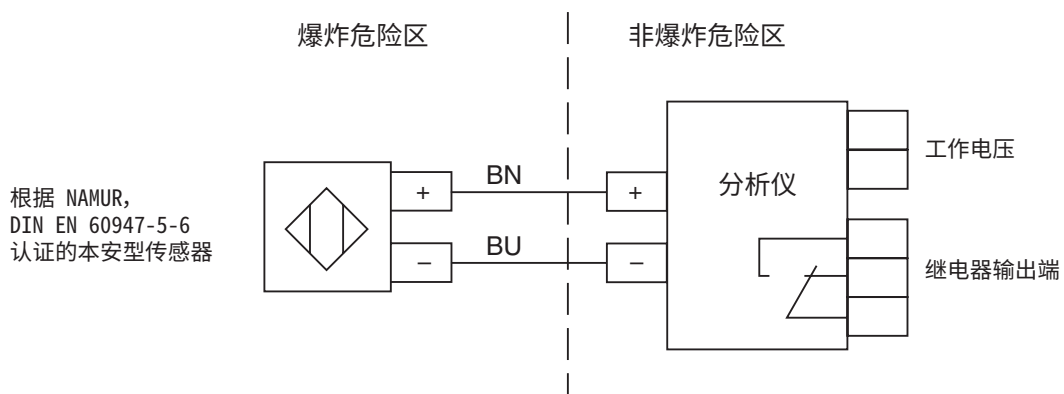 爆炸危险区
非爆炸危险区
根据 NAMUR,
DIN EN 60947-5-6
认证的本安型传感器
+
–
BN
BU
+
–
分析仪
工作电压
继电器输出端